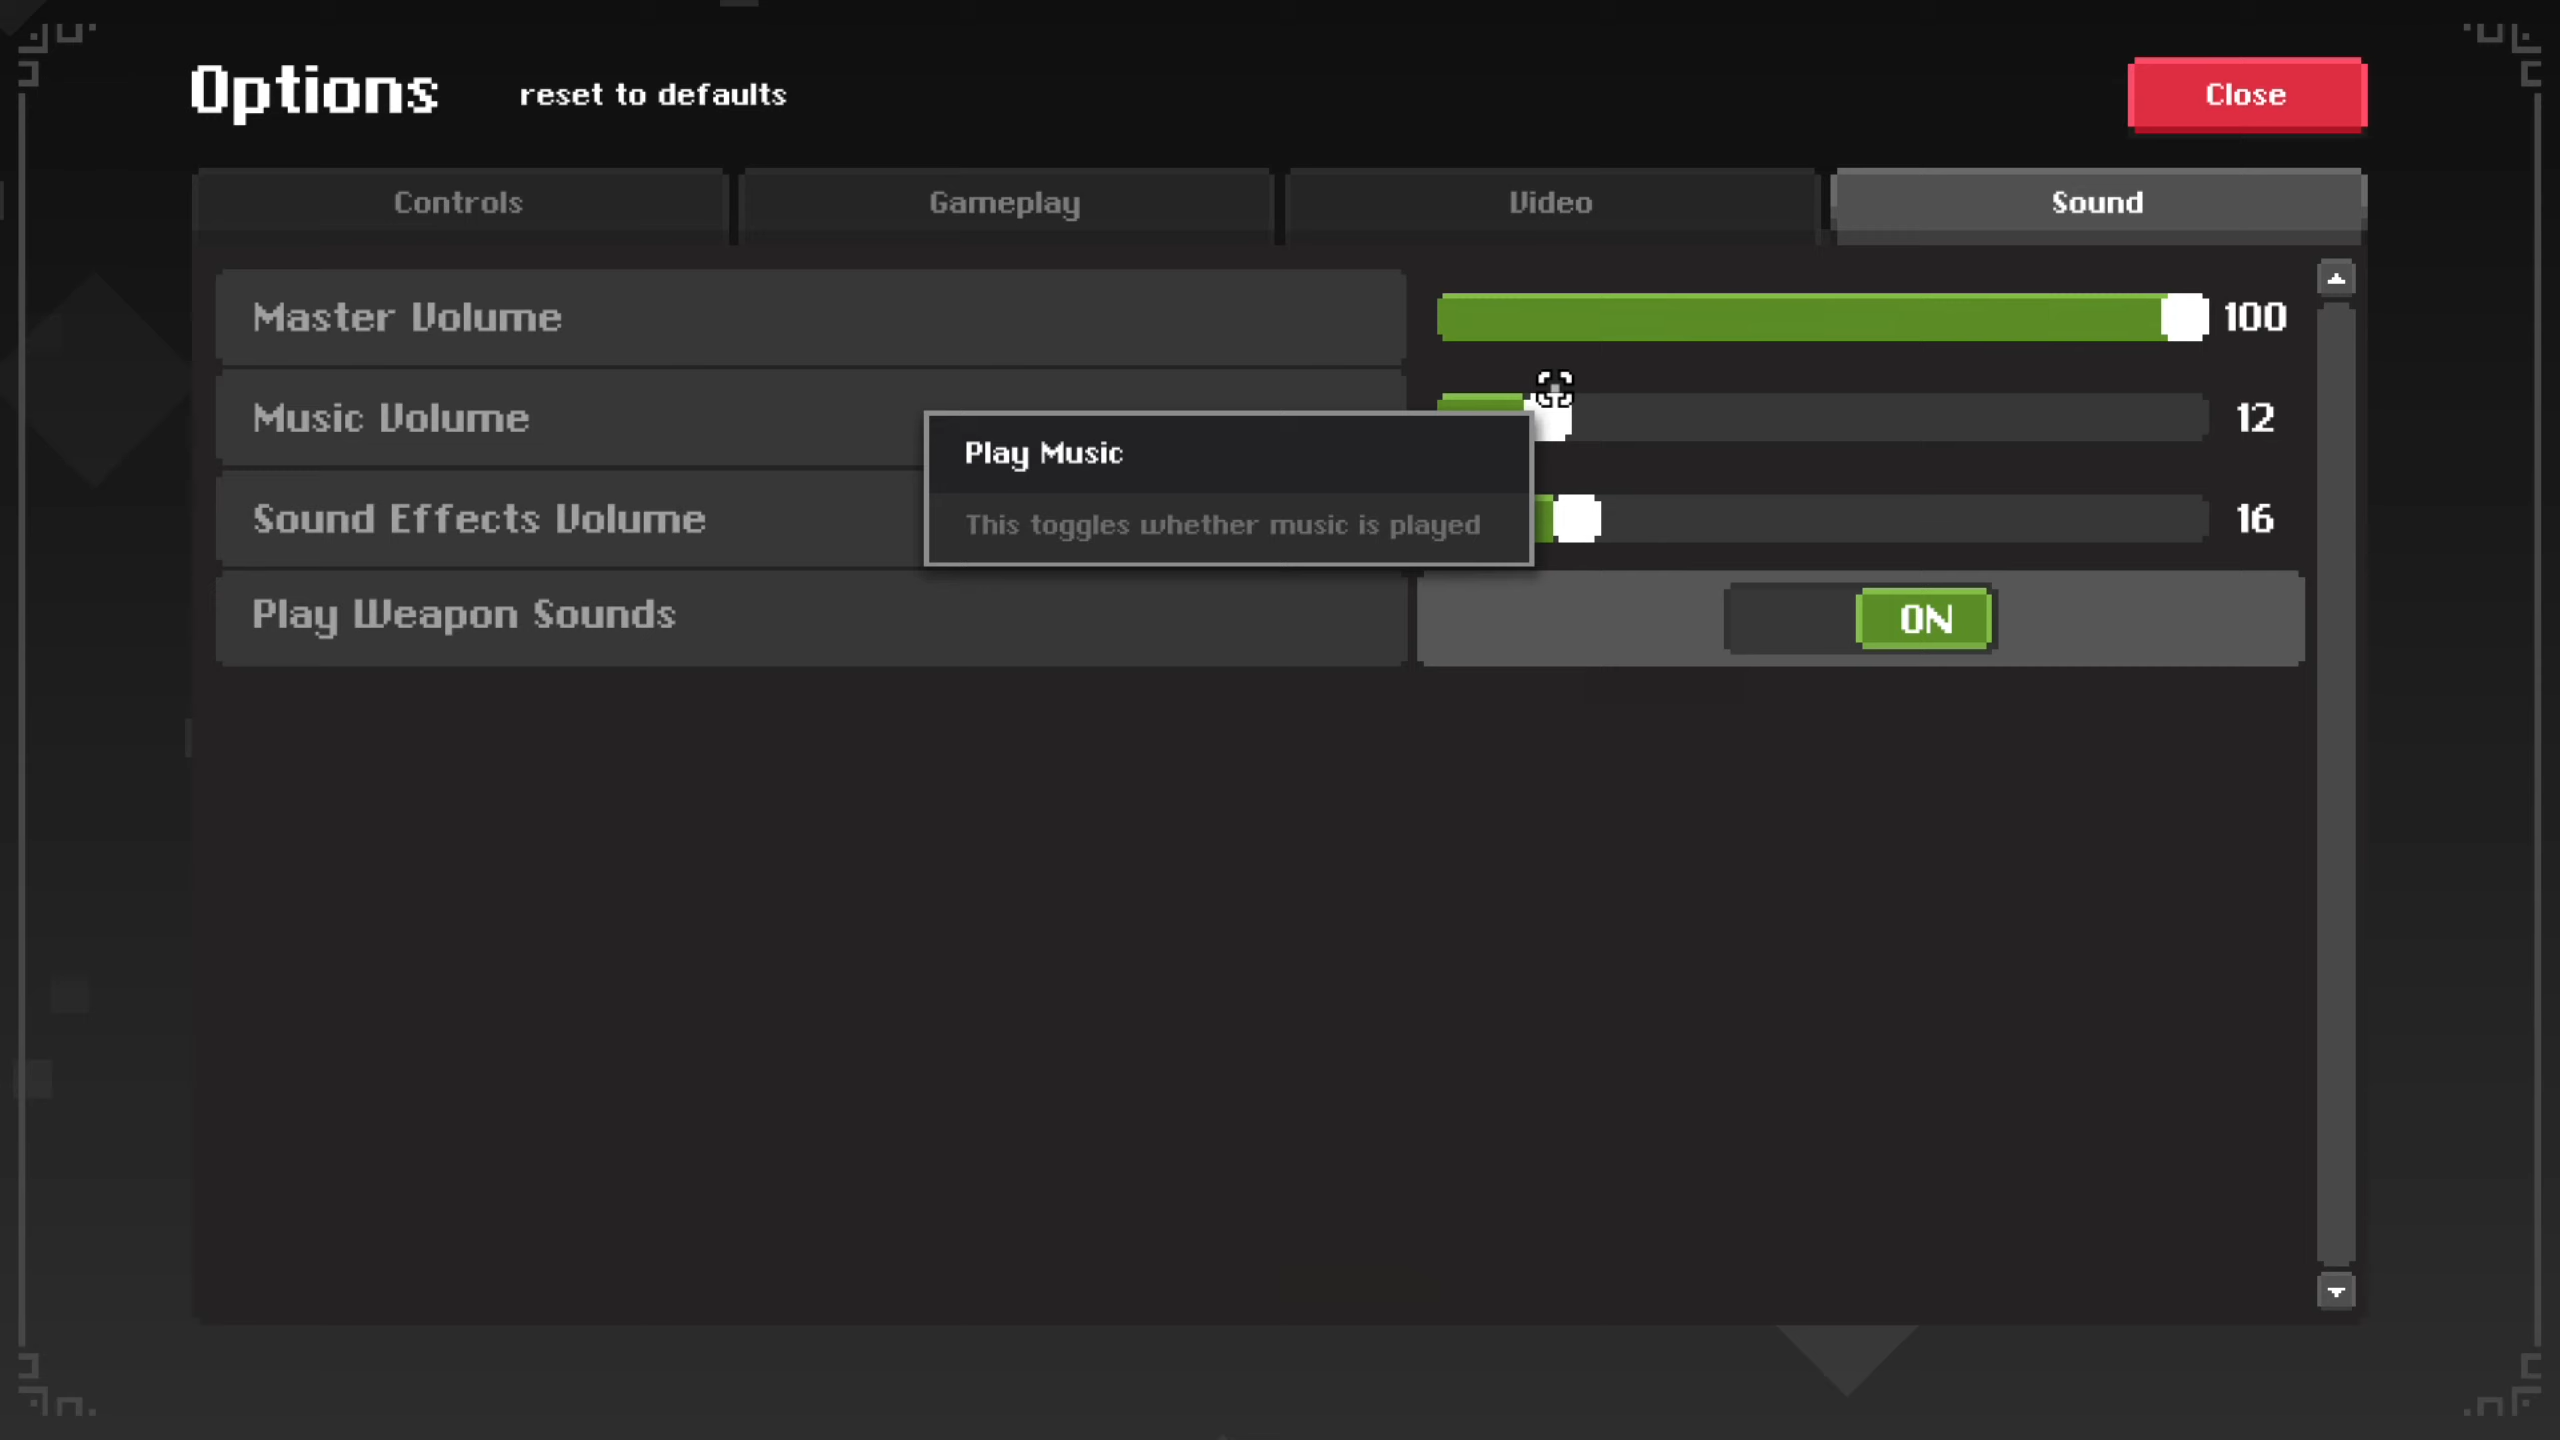 Options
reset to defaults
Close
Controls
Gameplay
Video
Sound
Master Volume
100
Music Volume
12
Play Music
This toggles whether music is played
Sound Effects Volume
16
Play Weapon Sounds
ON